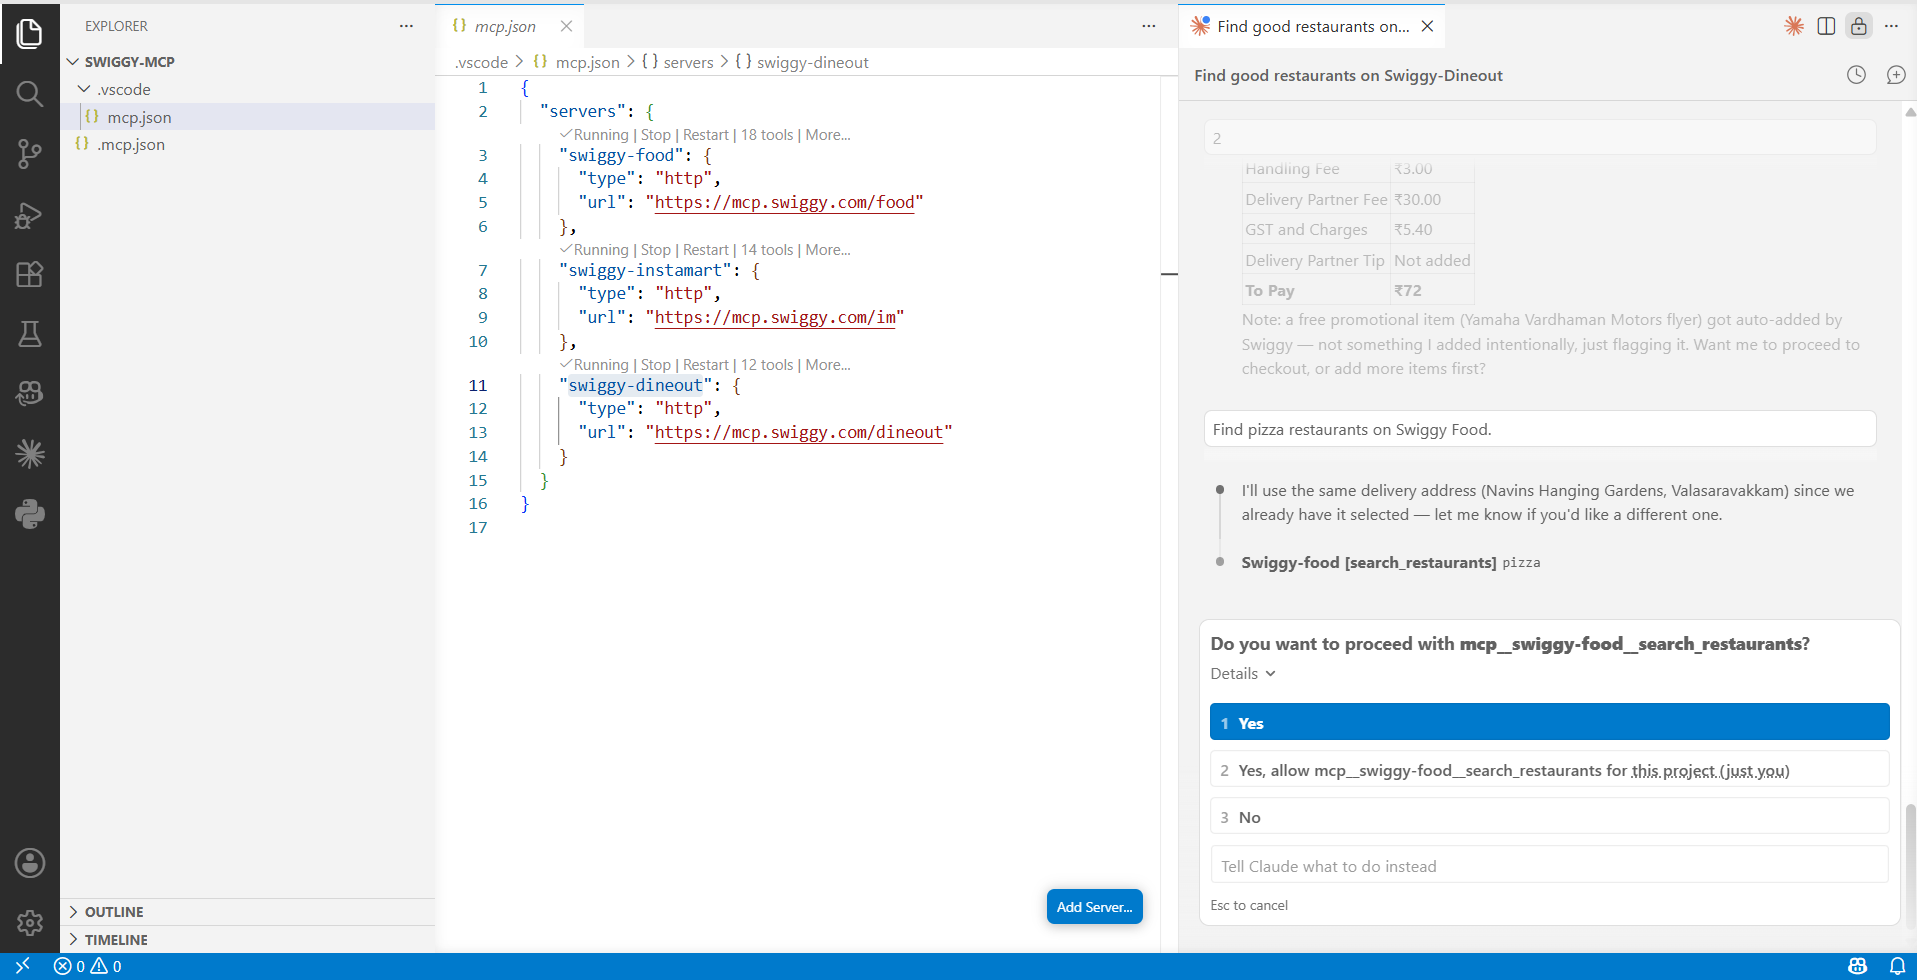 EXPLORER
SWIGGY-MCP
.vscode
mcp.json
.mcp.json
OUTLINE
TIMELINE
mcp.json
.vscode > {} mcp.json > {} servers > {} swiggy-dineout
1 {
2 "servers": {
✓Running | Stop | Restart | 18 tools | More...
3 "swiggy-food": {
4 "type": "http",
5 "url": "https://mcp.swiggy.com/food"
6 },
✓Running | Stop | Restart | 14 tools | More...
7 "swiggy-instamart": {
8 "type": "http",
9 "url": "https://mcp.swiggy.com/im"
10 },
✓Running | Stop | Restart | 12 tools | More...
11 "swiggy-dineout": {
12 "type": "http",
13 "url": "https://mcp.swiggy.com/dineout"
14 }
15 }
16 }
17
Add Server...
Find good restaurants on...
Find good restaurants on Swiggy-Dineout
2
Handling Fee ₹3.00
Delivery Partner Fee ₹30.00
GST and Charges ₹5.40
Delivery Partner Tip Not added
To Pay ₹72
Note: a free promotional item (Yamaha Vardhaman Motors flyer) got auto-added by
Swiggy — not something I added intentionally, just flagging it. Want me to proceed to
checkout, or add more items first?
Find pizza restaurants on Swiggy Food.
I'll use the same delivery address (Navins Hanging Gardens, Valasaravakkam) since we
already have it selected — let me know if you'd like a different one.
Swiggy-food [search_restaurants] pizza
Do you want to proceed with mcp__swiggy-food__search_restaurants?
Details
1 Yes
2 Yes, allow mcp__swiggy-food__search_restaurants for this project (just you)
3 No
Tell Claude what to do instead
Esc to cancel
0 0